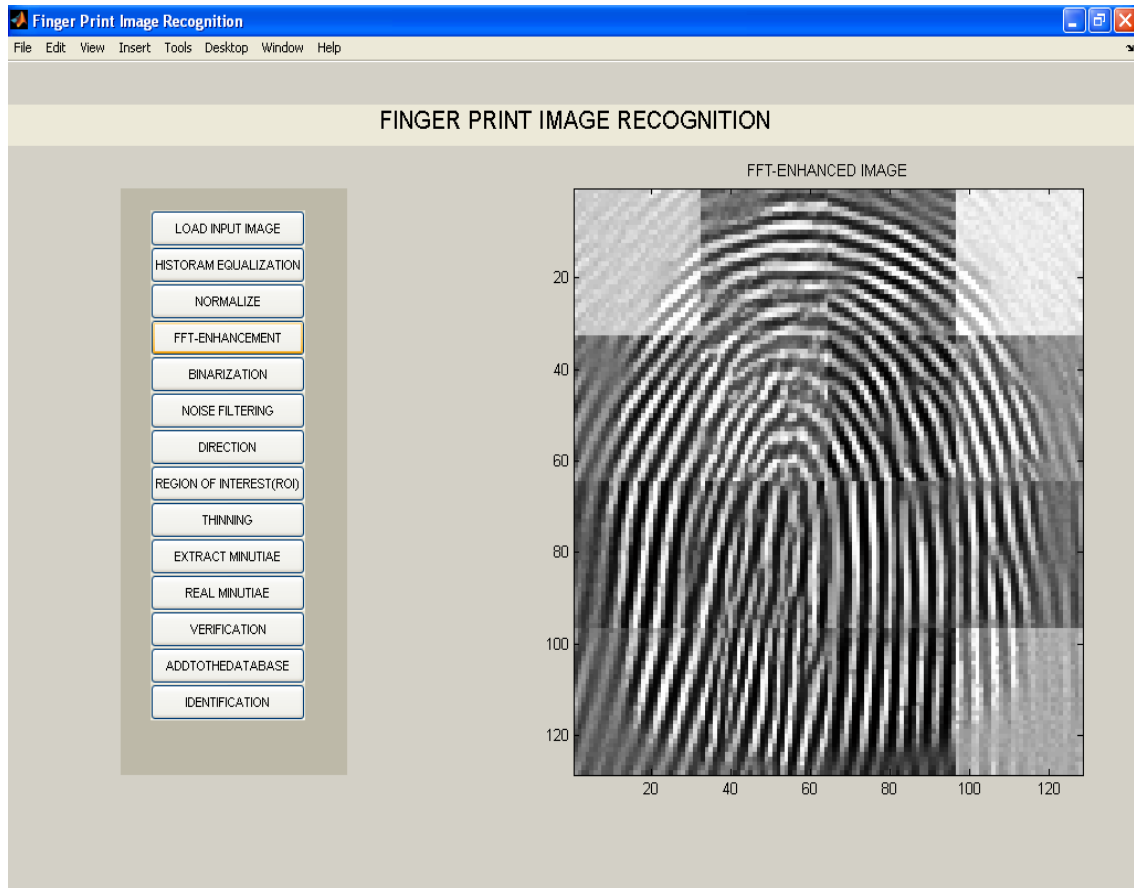 Finger Print Image Recognition
File Edit View Insert Tools Desktop Window Help
FINGER PRINT IMAGE RECOGNITION
LOAD INPUT IMAGE
HISTORAM EQUALIZATION
NORMALIZE
FFT-ENHANCEMENT
BINARIZATION
NOISE FILTERING
DIRECTION
REGION OF INTEREST(ROI)
THINNING
EXTRACT MINUTIAE
REAL MINUTIAE
VERIFICATION
ADDTOTHEDATABASE
IDENTIFICATION
FFT-ENHANCED IMAGE
20
40
60
80
100
120
20 40 60 80 100 120